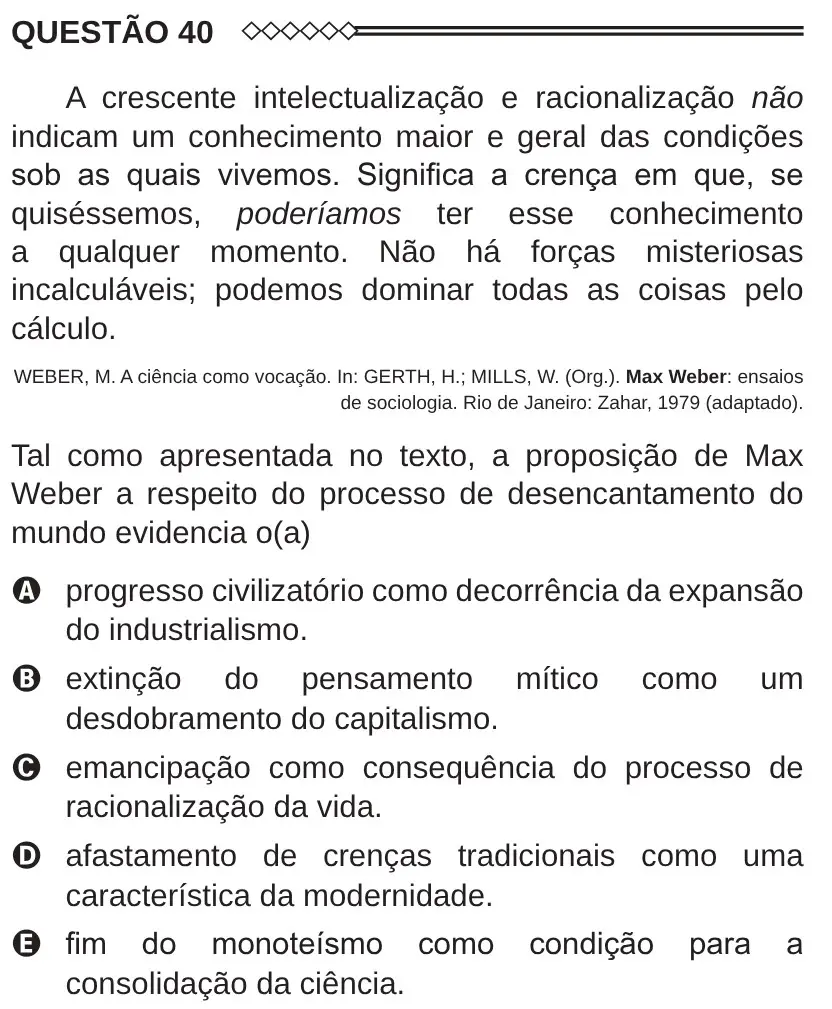 QUESTÃO 40
A crescente intelectualização e racionalização não
indicam um conhecimento maior e geral das condições
sob as quais vivemos. Significa a crença em que, se
quiséssemos, poderíamos ter esse conhecimento
a qualquer momento. Não há forças misteriosas
incalculáveis; podemos dominar todas as coisas pelo
cálculo.
WEBER, M. A ciência como vocação. In: GERTH, H.; MILLS, W. (Org.). Max Weber: ensaios
de sociologia. Rio de Janeiro: Zahar, 1979 (adaptado).
Tal como apresentada no texto, a proposição de Max
Weber a respeito do processo de desencantamento do
mundo evidencia o(a)
A progresso civilizatório como decorrência da expansão
do industrialismo.
B extinção do pensamento mítico como um
desdobramento do capitalismo.
C emancipação como consequência do processo de
racionalização da vida.
D afastamento de crenças tradicionais como uma
característica da modernidade.
E fim do monoteísmo como condição para a
consolidação da ciência.